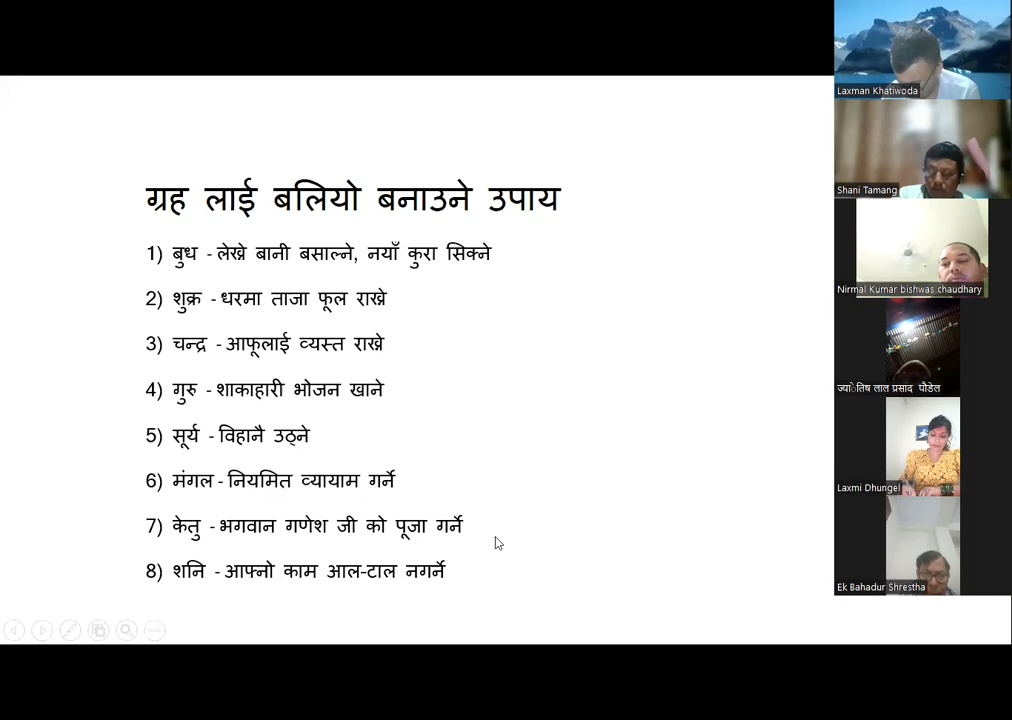 ग्रह लाई बलियो बनाउने उपाय
1) बुध - लेख्ने बानी बसाल्ने, नयाँ कुरा सिक्ने
2) शुक्र - धरमा ताजा फूल राख्ने
3) चन्द्र - आफूलाई व्यस्त राख्ने
4) गुरु - शाकाहारी भोजन खाने
5) सूर्य - विहानै उठ्ने
6) मंगल - नियमित व्यायाम गर्ने
7) केतु - भगवान गणेश जी को पूजा गर्ने
8) शनि - आफ्नो काम आल-टाल नगर्ने
Laxman Khatiwoda
Shani Tamang
Nirmal Kumar bishwas chaudhary
ज्याेतिष लाल प्रसाद पौडेल
Laxmi Dhungel
Ek Bahadur Shrestha